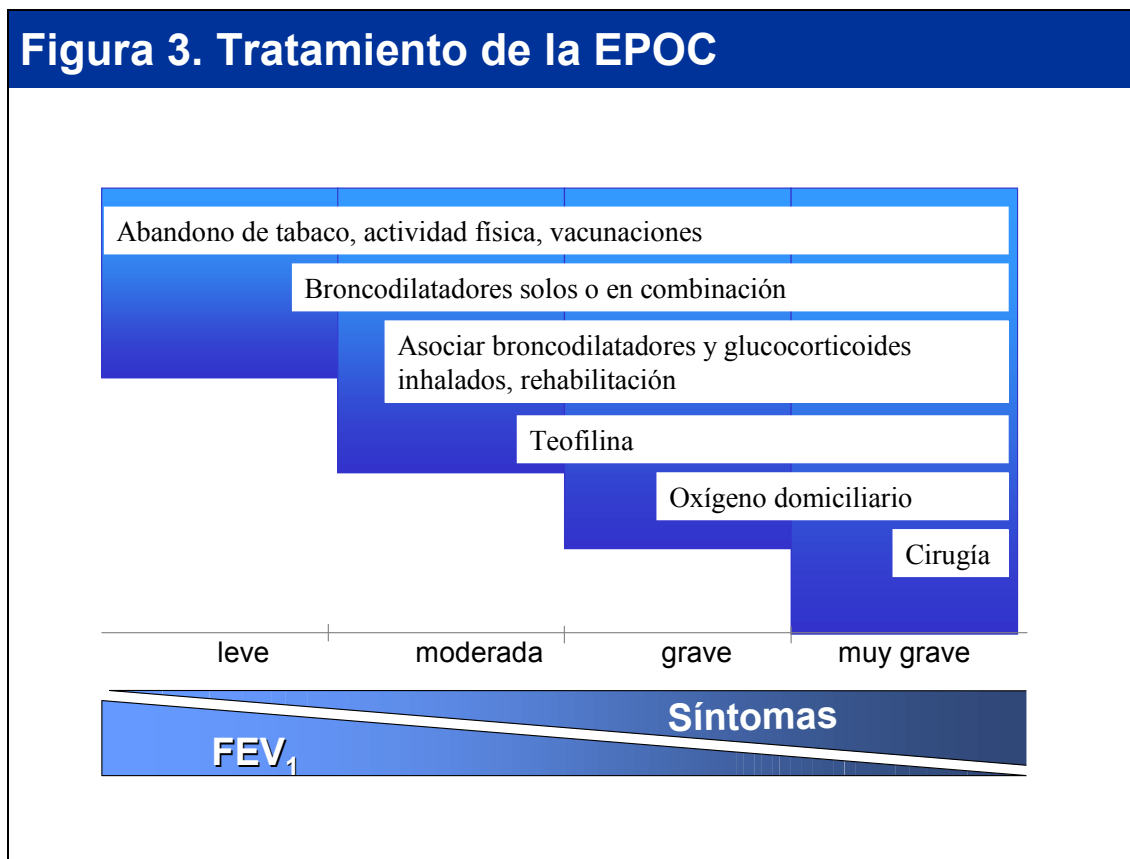 Figura 3. Tratamiento de la EPOC
Abandono de tabaco, actividad física, vacunaciones
Broncodilatadores solos o en combinación
Asociar broncodilatadores y glucocorticoides
inhalados, rehabilitación
Teofilina
Oxígeno domiciliario
Cirugía
leve moderada grave muy grave
Síntomas
FEV₁